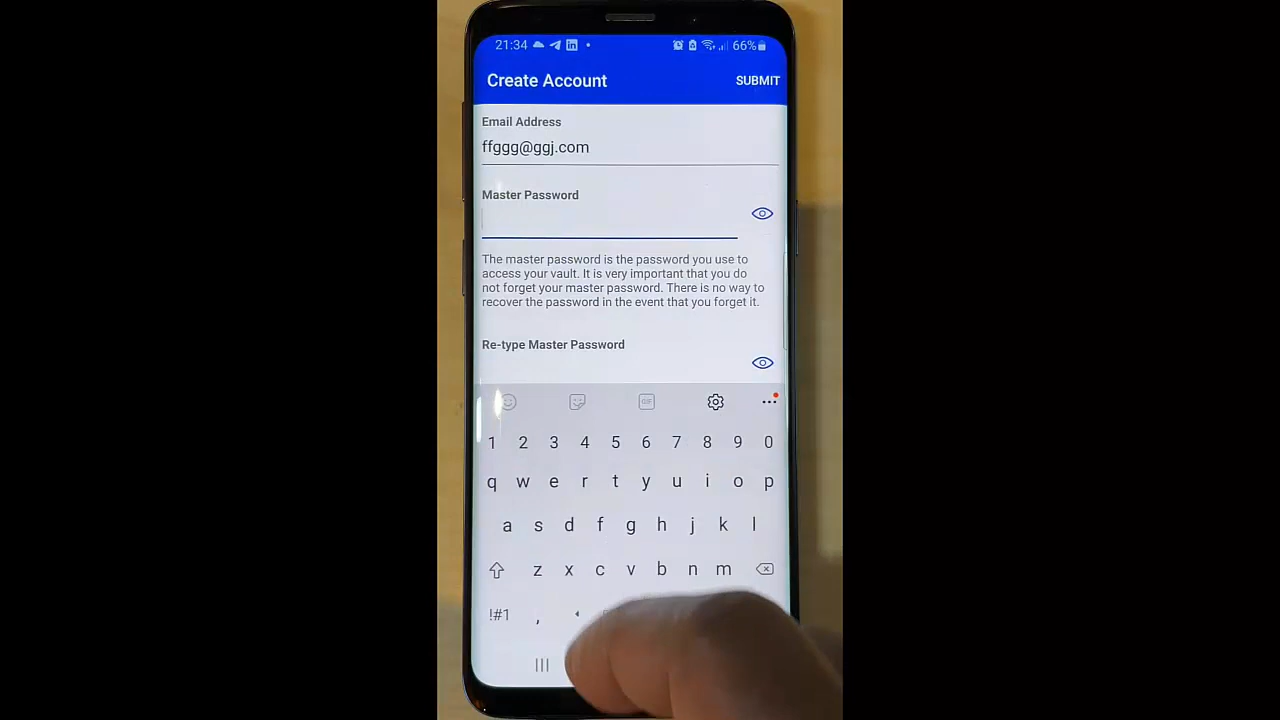 21:34 66%
Create Account SUBMIT
Email Address
ffggg@ggj.com
Master Password
The master password is the password you use to
access your vault. It is very important that you do
not forget your master password. There is no way to
recover the password in the event that you forget it.
Re-type Master Password
GIF
1 2 3 4 5 6 7 8 9 0
q w e r t y u i o p
a s d f g h j k l
z x c v b n m
!#1 ,